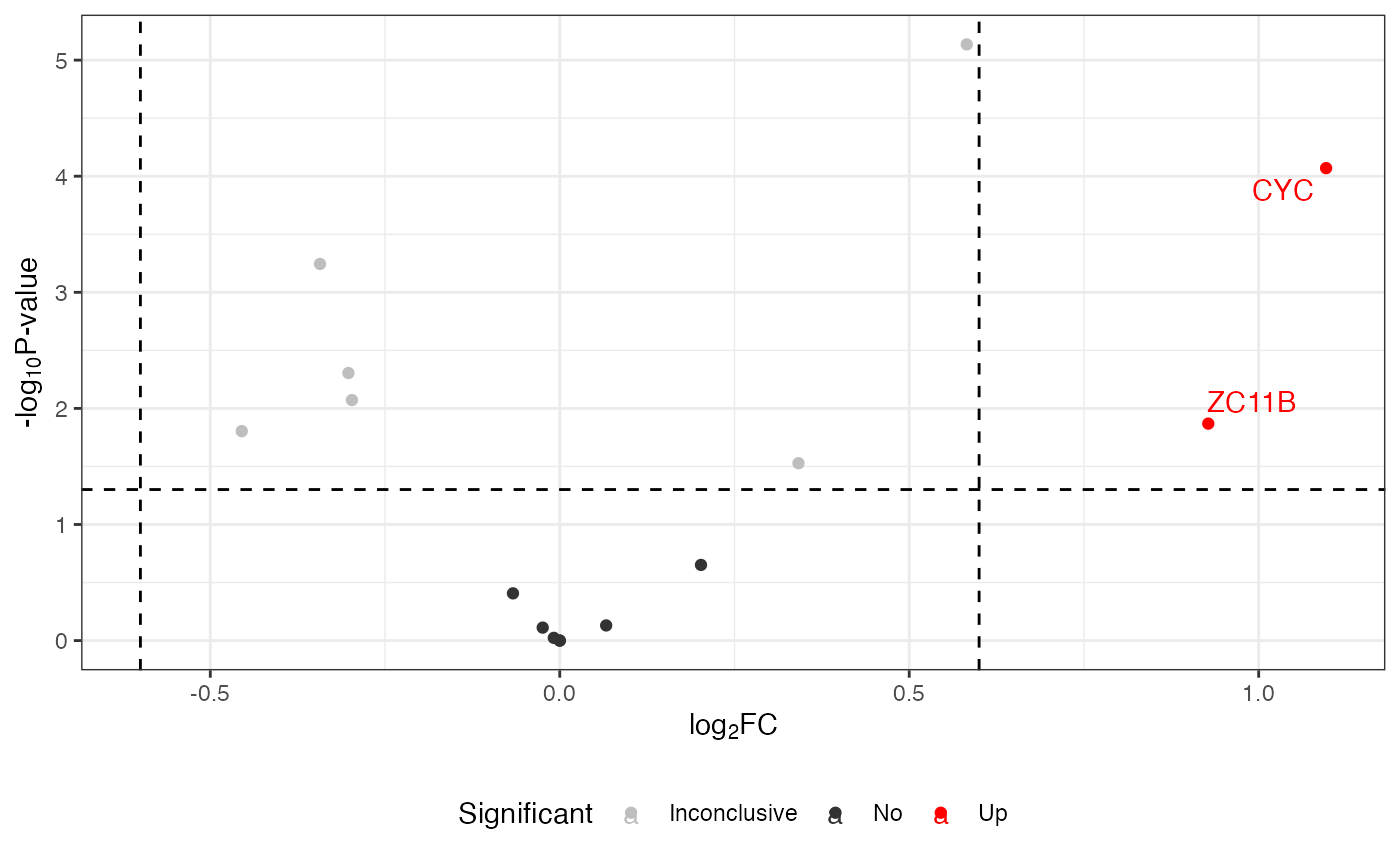 5
4
CYC
3
-log₁₀P-value
2
ZC11B
1
0
-0.5 0.0 0.5 1.0
log₂FC
Significant a Inconclusive a No a Up